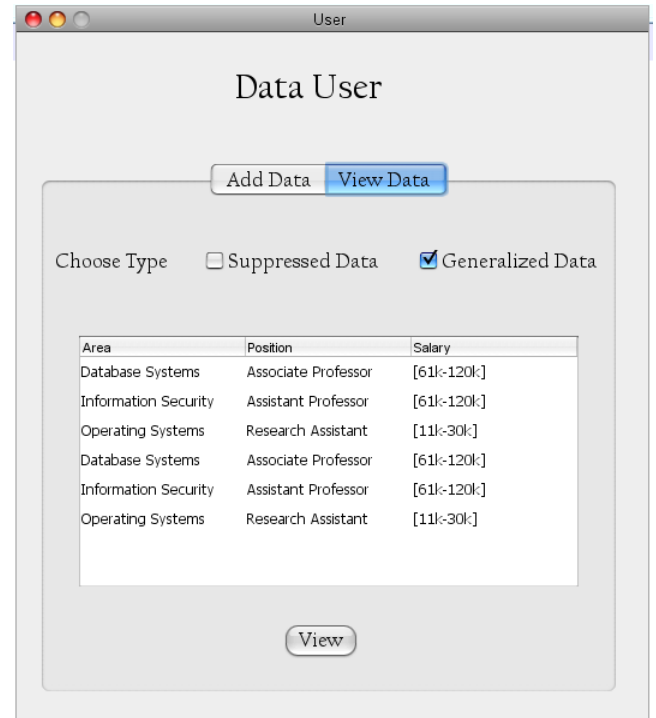 User
Data User
Add Data View Data
Choose Type Suppressed Data Generalized Data
Area Position Salary
Database Systems Associate Professor [61k-120k]
Information Security Assistant Professor [61k-120k]
Operating Systems Research Assistant [11k-30k]
Database Systems Associate Professor [61k-120k]
Information Security Assistant Professor [61k-120k]
Operating Systems Research Assistant [11k-30k]
View